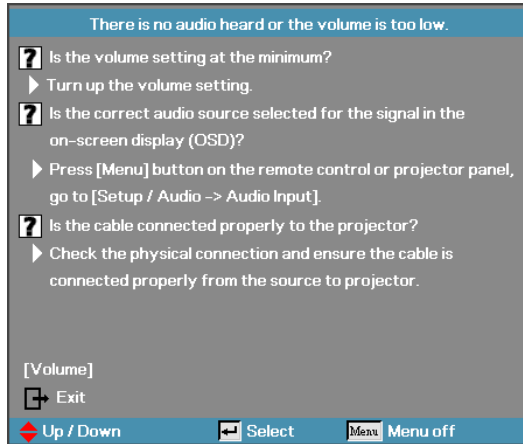 There is no audio heard or the volume is too low.
? Is the volume setting at the minimum?
Turn up the volume setting.
? Is the correct audio source selected for the signal in the
on-screen display (OSD)?
Press [Menu] button on the remote control or projector panel,
go to [Setup / Audio -> Audio Input].
? Is the cable connected properly to the projector?
Check the physical connection and ensure the cable is
connected properly from the source to projector.
[Volume]
Exit
Up / Down Select Menu Menu off